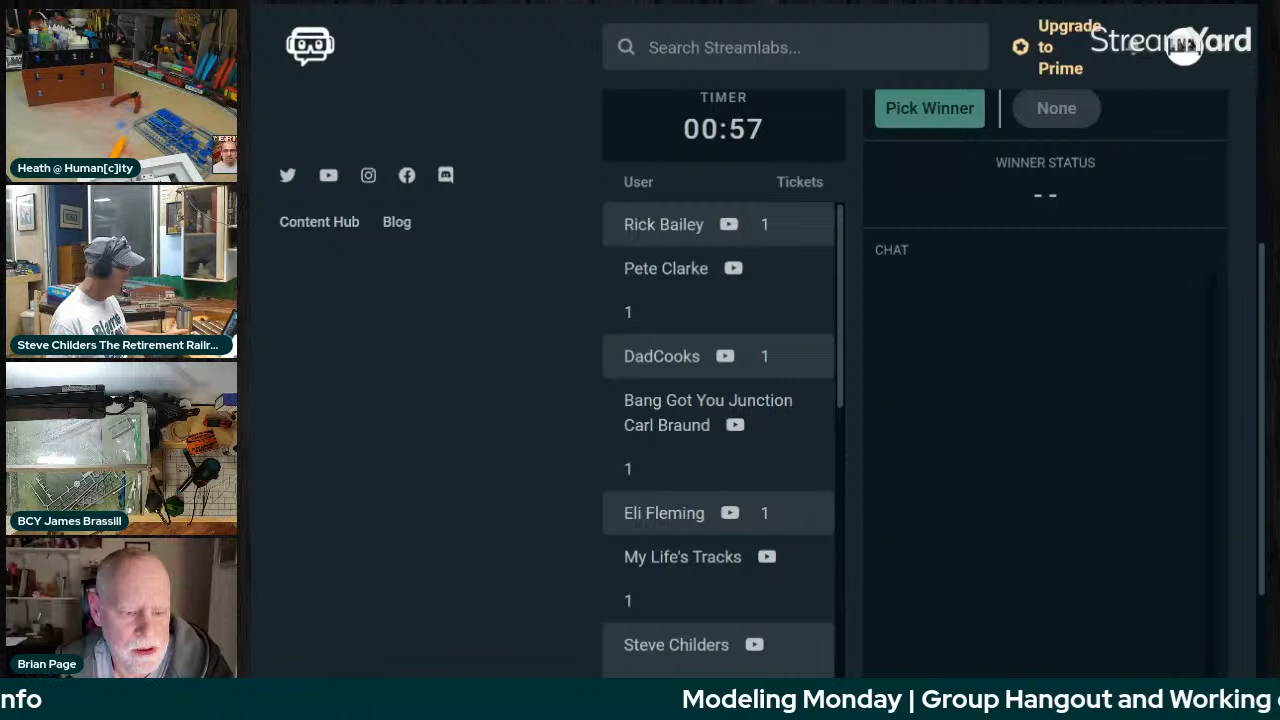 Heath @ Human[c]ity
Steve Childers The Retirement Railr...
Blame
BCY James Brassill
Brian Page
Search Streamlabs...
Upgrade
to
Prime
StreamYard
Content Hub Blog
TIMER
00:57
User Tickets
Rick Bailey 1
Pete Clarke
1
DadCooks 1
Bang Got You Junction
Carl Braund
1
Eli Fleming 1
My Life's Tracks
1
Steve Childers
Pick Winner None
WINNER STATUS
--
CHAT
nfo Modeling Monday | Group Hangout and Working